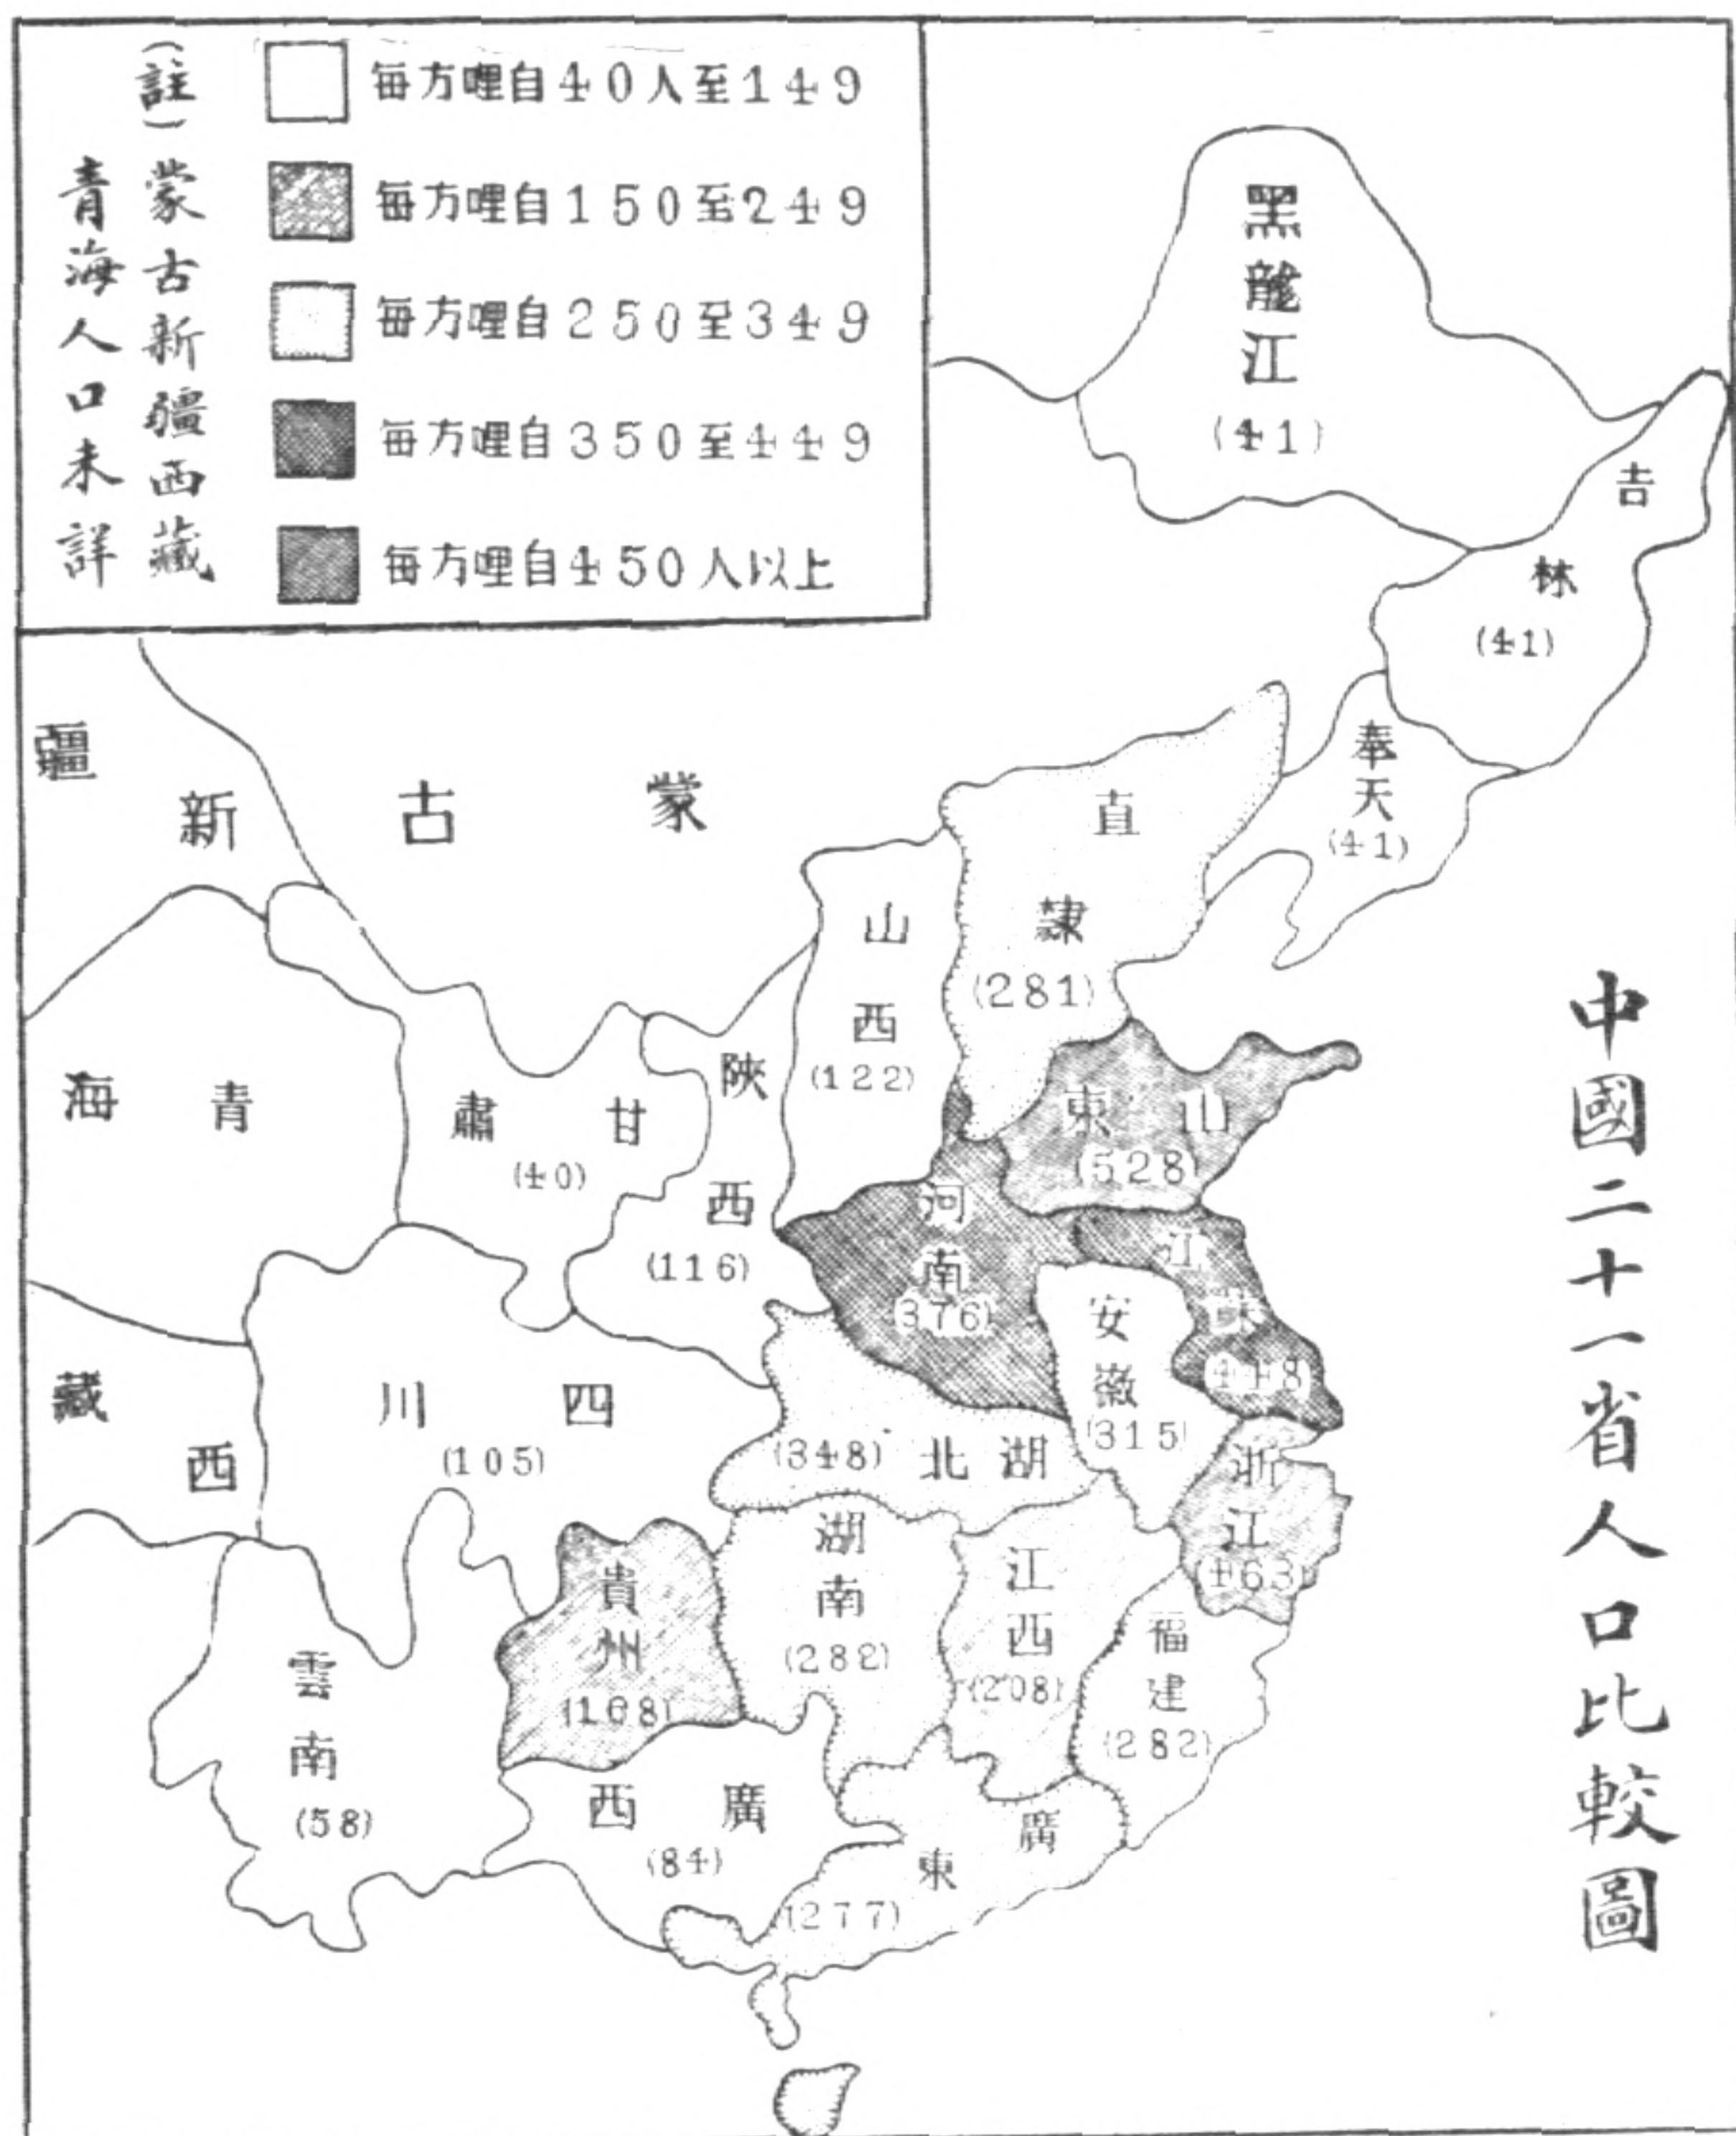 中國二十一省人口比較圖
每方哩自40人至149
每方哩自150至249
每方哩自250至349
每方哩自350至449
每方哩自450人以上
(註)蒙古新疆西藏
青海人口未詳
黑龍江
(41)
吉林
(41)
奉天
(41)
直隸
(281)
蒙古
新疆
山西
(122)
陝西
(116)
甘肅
(40)
青海
山東
(528)
河南
(376)
江蘇
(448)
安徽
(315)
浙江
(463)
湖北
(348)
四川
(105)
西藏
湖南
(282)
江西
(208)
福建
(282)
貴州
(168)
雲南
(58)
廣西
(84)
廣東
(277)